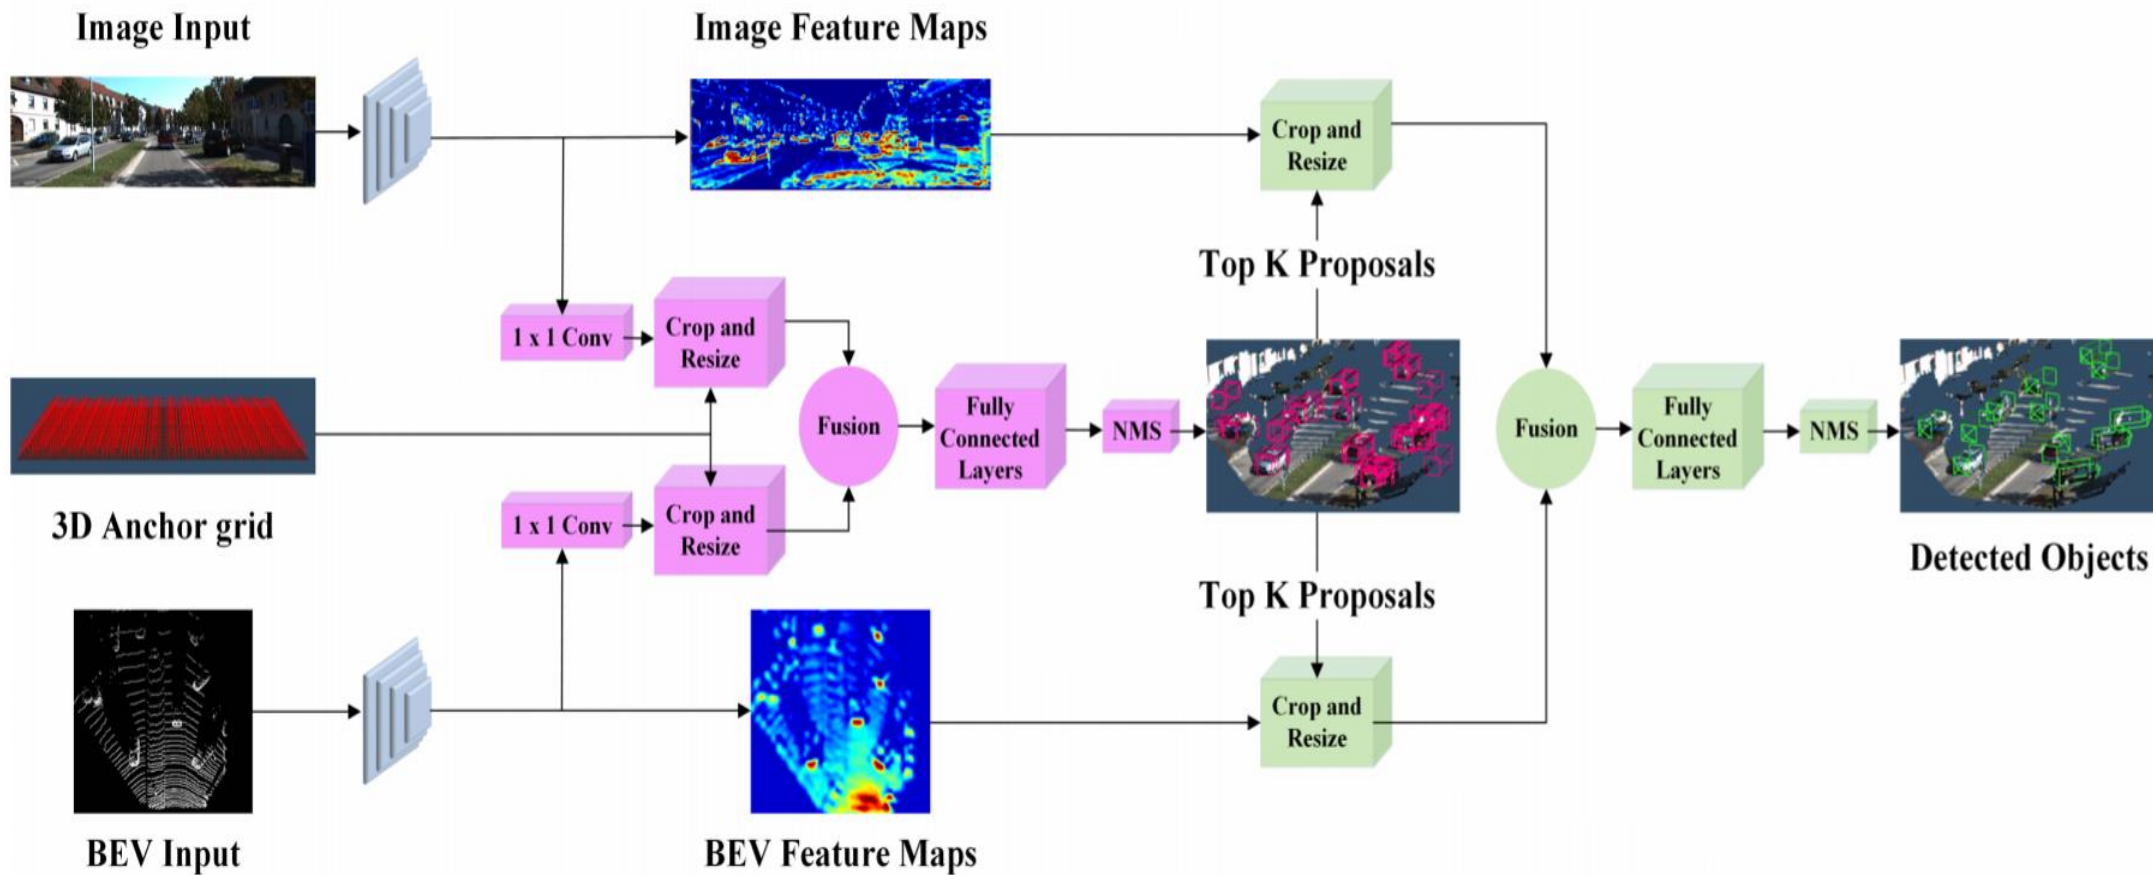 Image Input
Image Feature Maps
Crop and
Resize
Top K Proposals
1 x 1 Conv
Crop and
Resize
Fusion
Fully
Connected
Layers
NMS
Fusion
Fully
Connected
Layers
NMS
3D Anchor grid
1 x 1 Conv
Crop and
Resize
Detected Objects
Top K Proposals
Crop and
Resize
BEV Input
BEV Feature Maps